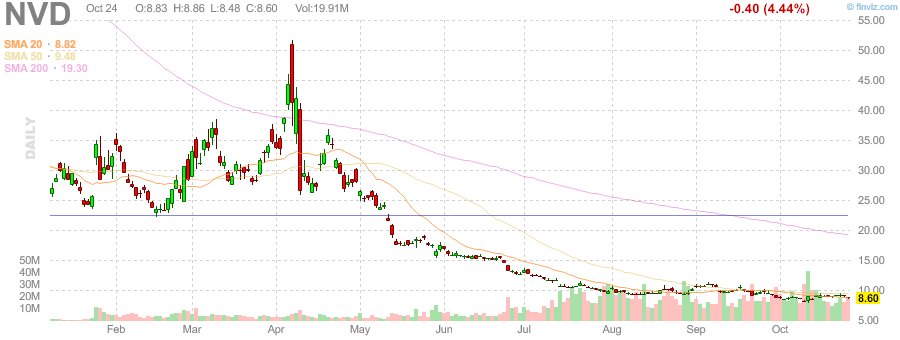 NVD Oct 24 O:8.83 H:8.86 L:8.48 C:8.60 Vol:19.91M -0.40 (4.44%) © finviz.com
SMA 20 · 8.82
SMA 50 · 9.48
SMA 200 · 19.30
DAILY
55.00
50.00
45.00
40.00
35.00
30.00
25.00
20.00
15.00
10.00
8.60
5.00
50M
40M
30M
20M
10M
Feb Mar Apr May Jun Jul Aug Sep Oct